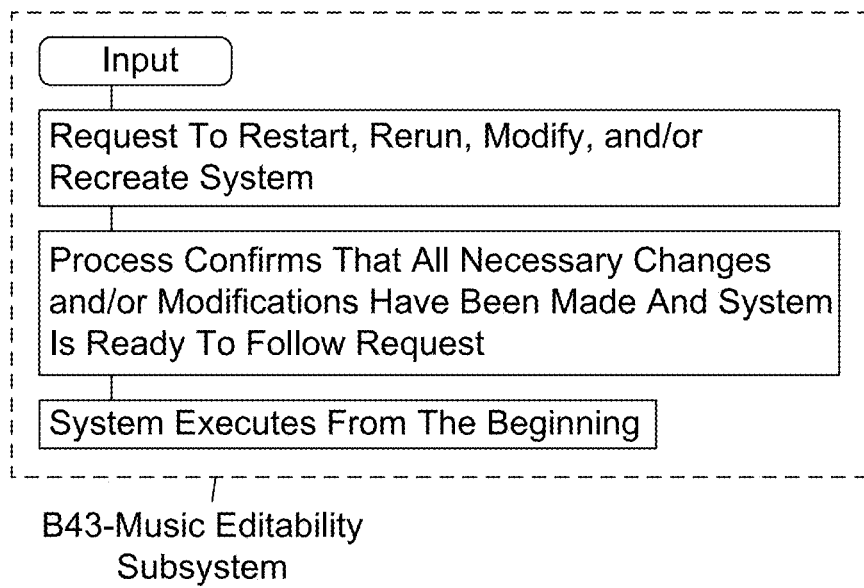 Input
Request To Restart, Rerun, Modify, and/or
Recreate System
Process Confirms That All Necessary Changes
and/or Modifications Have Been Made And System
Is Ready To Follow Request
System Executes From The Beginning
B43-Music Editability
Subsystem